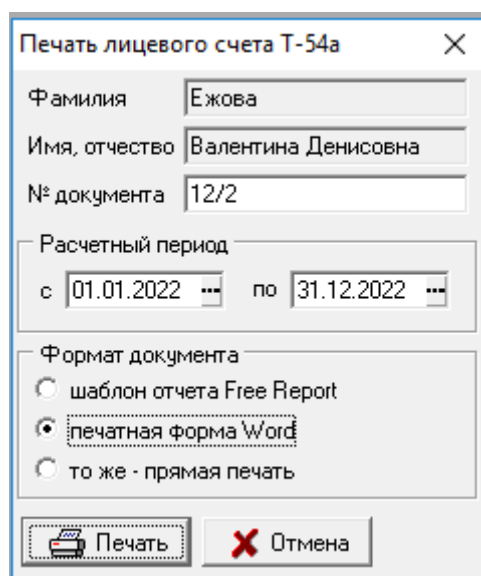 Печать лицевого счета Т-54а
Фамилия Ежова
Имя, отчество Валентина Денисовна
№ документа 12/2
Расчетный период
с 01.01.2022 ... по 31.12.2022 ...
Формат документа
шаблон отчета Free Report
печатная форма Word
то же - прямая печать
Печать Отмена